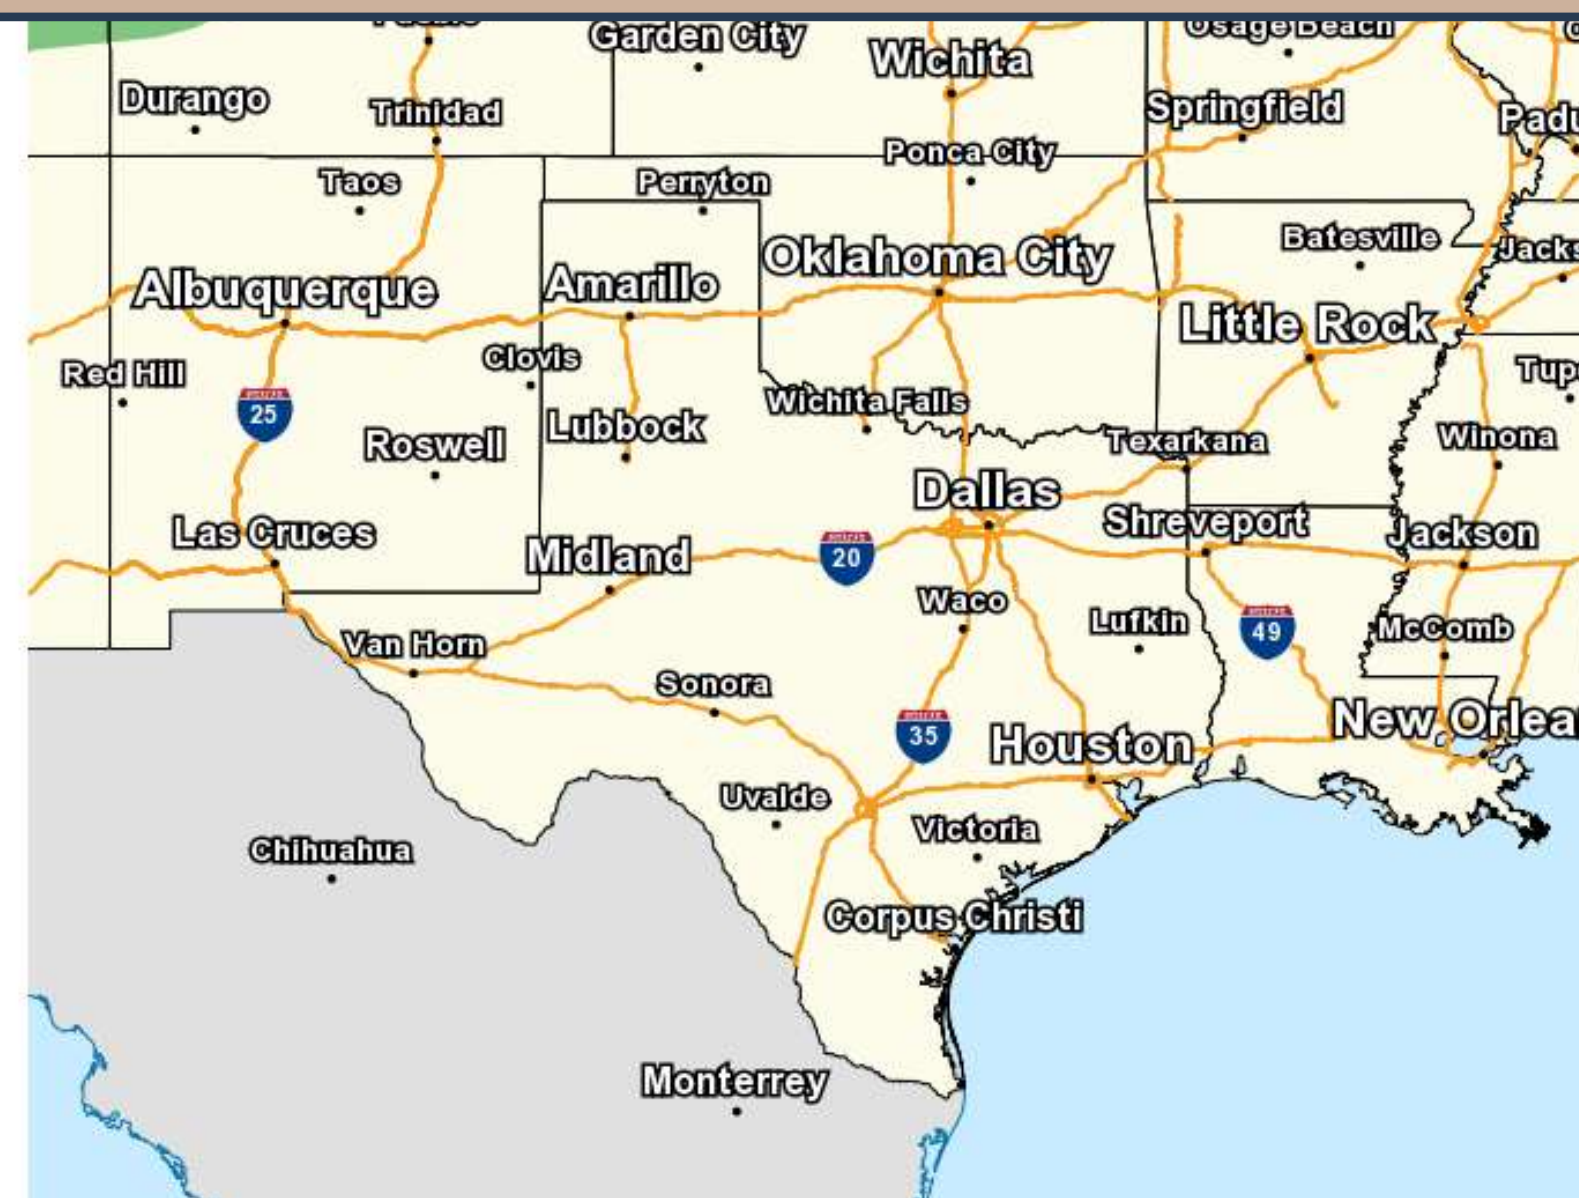 Garden City
Wichita
Osage Beach
Durango
Trinidad
Springfield
Ponca City
Taos
Perryton
Batesville
Oklahoma City
Albuquerque
Amarillo
Little Rock
Red Hill
Clovis
25
Wichita Falls
Lubbock
Roswell
Texarkana
Winona
Dallas
Las Cruces
Shreveport
Jackson
Midland
20
Waco
Lufkin
49
McComb
Van Horn
Sonora
35
Houston
New Orlea
Uvalde
Victoria
Chihuahua
Corpus Christi
Monterrey